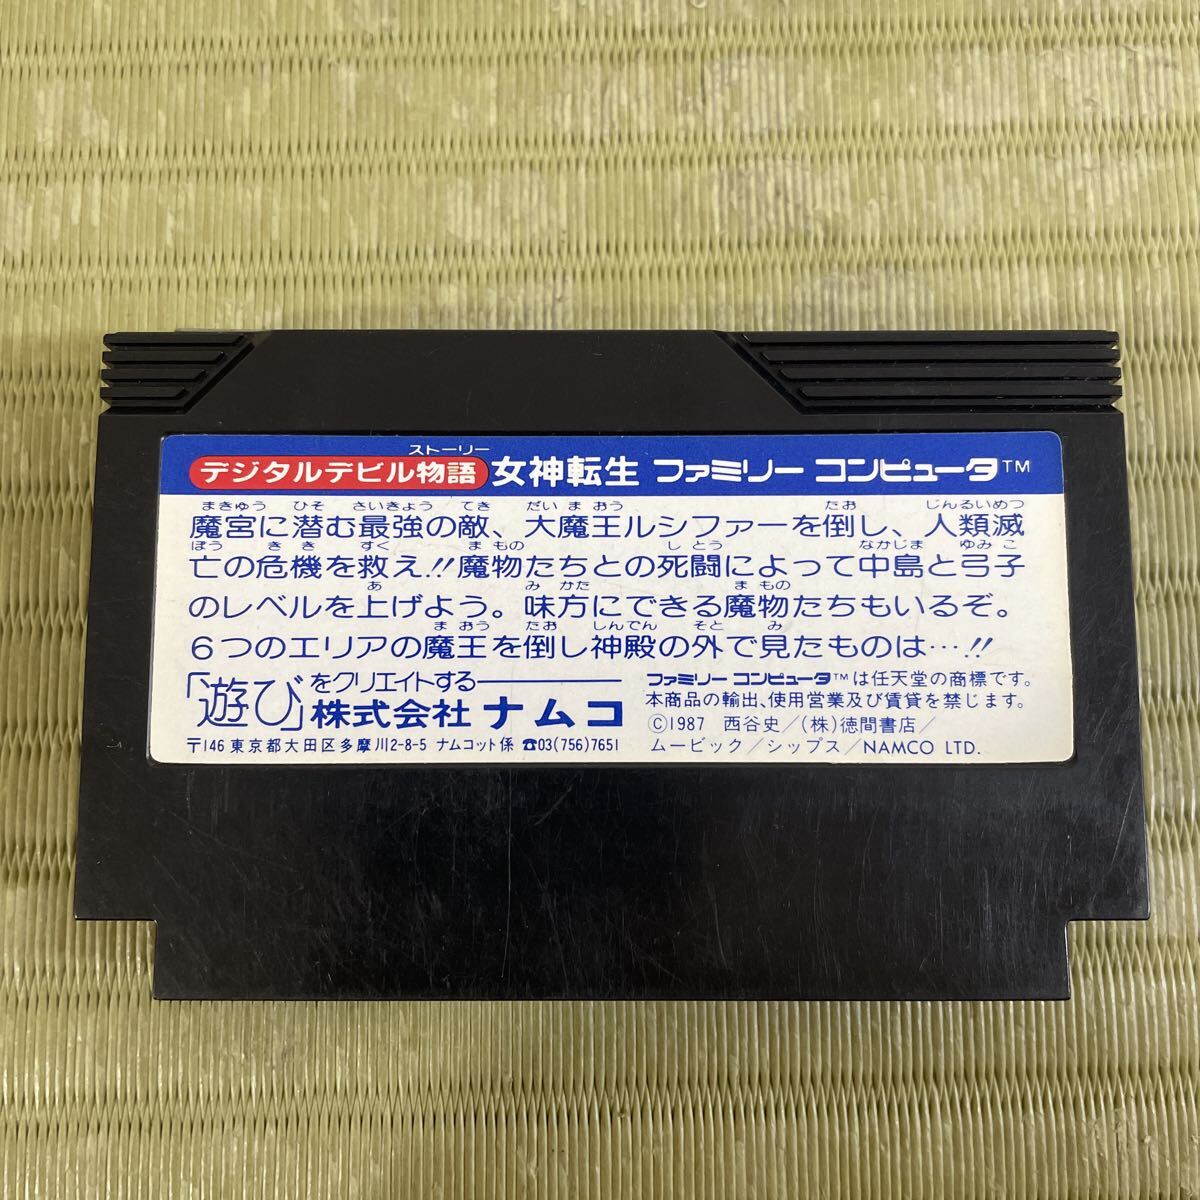 ストーリー
デジタルデビル物語 女神転生 ファミリー コンピュータ™
まきゅう ひそ さいきょう てき だい ま おう たお じんるいめつ
魔宮に潜む最強の敵、大魔王ルシファーを倒し、人類滅
ぼう き き すく ま もの し とう なかじま ゆみ こ
亡の危機を救え!!魔物たちとの死闘によって中島と弓子
あ み かた ま もの
のレベルを上げよう。味方にできる魔物たちもいるぞ。
ま おう たお しんでん そと み
6つのエリアの魔王を倒し神殿の外で見たものは…!!
「遊び」をクリエイトする
株式会社 ナムコ
〒146 東京都大田区多摩川2-8-5 ナムコット係 ☎03(756)7651
ファミリー コンピュータ™は任天堂の商標です。
本商品の輸出、使用営業及び賃貸を禁じます。
©1987 西谷史／(株)徳間書店／
ムービック／シップス／NAMCO LTD.